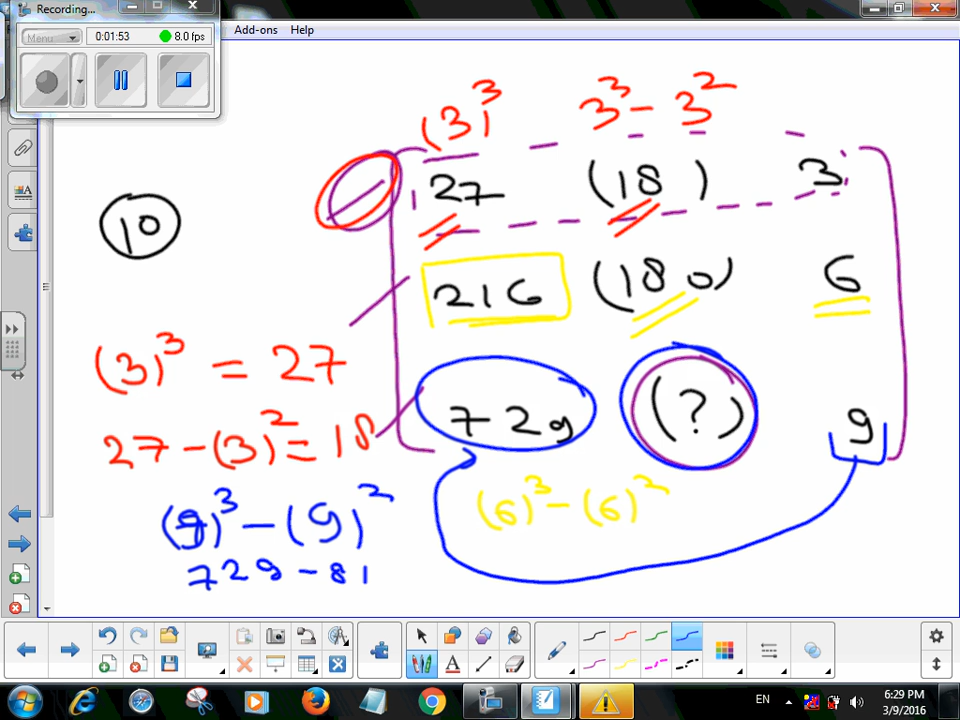 Recording...
Add-ons Help
Menu 0:01:53 8.0 fps
(3)³ 3³ - 3²
27 (18) 3
10
216 (180) 6
(3)³ = 27
729 (?) 9
27 - (3)² = 18
(6)³ - (6)²
(9)³ - (9)²
729 - 81
A
EN
6:29 PM
3/9/2016